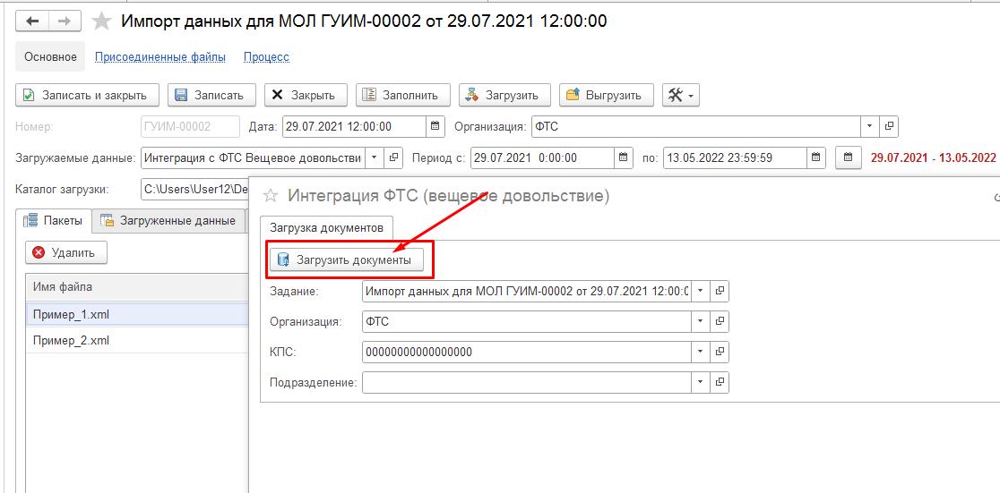 Импорт данных для МОЛ ГУИМ-00002 от 29.07.2021 12:00:00
Основное Присоединенные файлы Процесс
Записать и закрыть Записать Закрыть Заполнить Загрузить Выгрузить
Номер: ГУИМ-00002 Дата: 29.07.2021 12:00:00 Организация: ФТС
Загружаемые данные: Интеграция с ФТС Вещевое довольстви Период с: 29.07.2021 0:00:00 по: 13.05.2022 23:59:59 29.07.2021 - 13.05.2022
Каталог загрузки: C:\Users\User12\De
Интеграция ФТС (вещевое довольствие)
Пакеты Загруженные данные
Загрузка документов
Удалить
Загрузить документы
Имя файла
Задание: Импорт данных для МОЛ ГУИМ-00002 от 29.07.2021 12:00:0
Пример_1.xml
Организация: ФТС
Пример_2.xml
КПС: 00000000000000000
Подразделение: